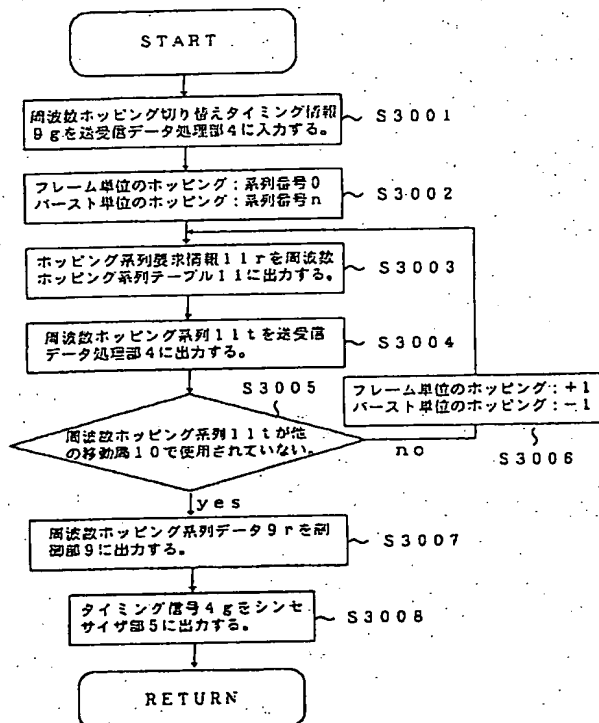 START
周波数ホッピング切り替えタイミング情報
9gを送受信データ処理部4に入力する。
S3001
フレーム単位のホッピング：系列番号0
バースト単位のホッピング：系列番号n
S3002
ホッピング系列要求情報11rを周波数
ホッピング系列テーブル11に出力する。
S3003
周波数ホッピング系列11tを送受信
データ処理部4に出力する。
S3004
S3005
周波数ホッピング系列11tが他
の移動局10で使用されていない。
no
フレーム単位のホッピング：+1
バースト単位のホッピング：-1
S3006
yes
周波数ホッピング系列データ9rを制
御部9に出力する。
S3007
タイミング信号4gをシンセ
サイザ部5に出力する。
S3008
RETURN